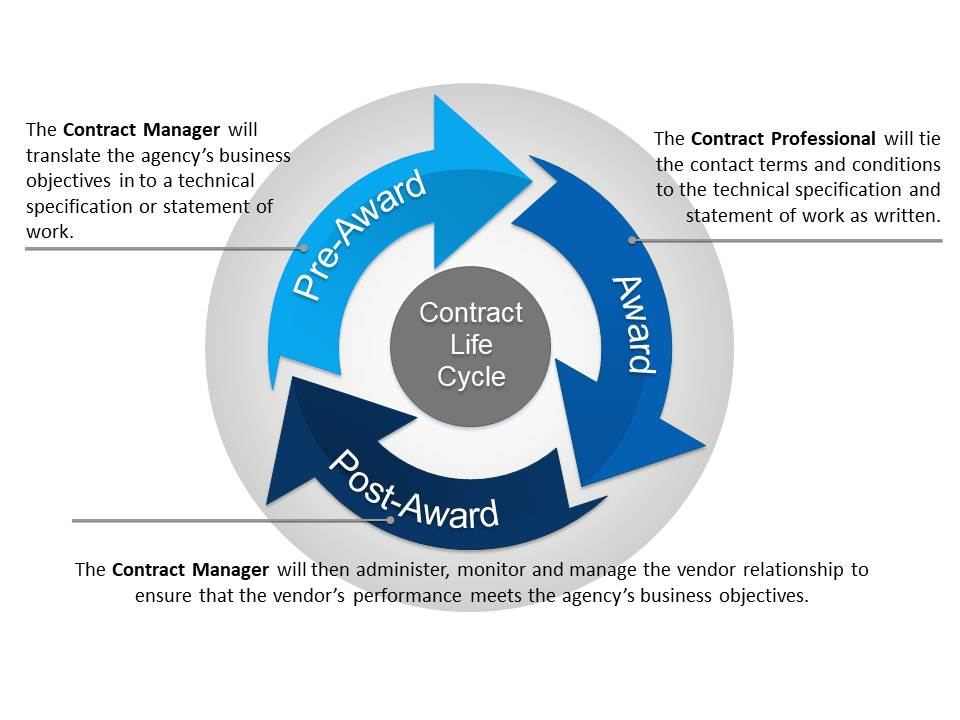 The Contract Manager will
translate the agency's business
objectives in to a technical
specification or statement of
work.
Pre-Award
The Contract Professional will tie
the contact terms and conditions
to the technical specification and
statement of work as written.
Award
Contract
Life
Cycle
Post-Award
The Contract Manager will then administer, monitor and manage the vendor relationship to
ensure that the vendor's performance meets the agency's business objectives.